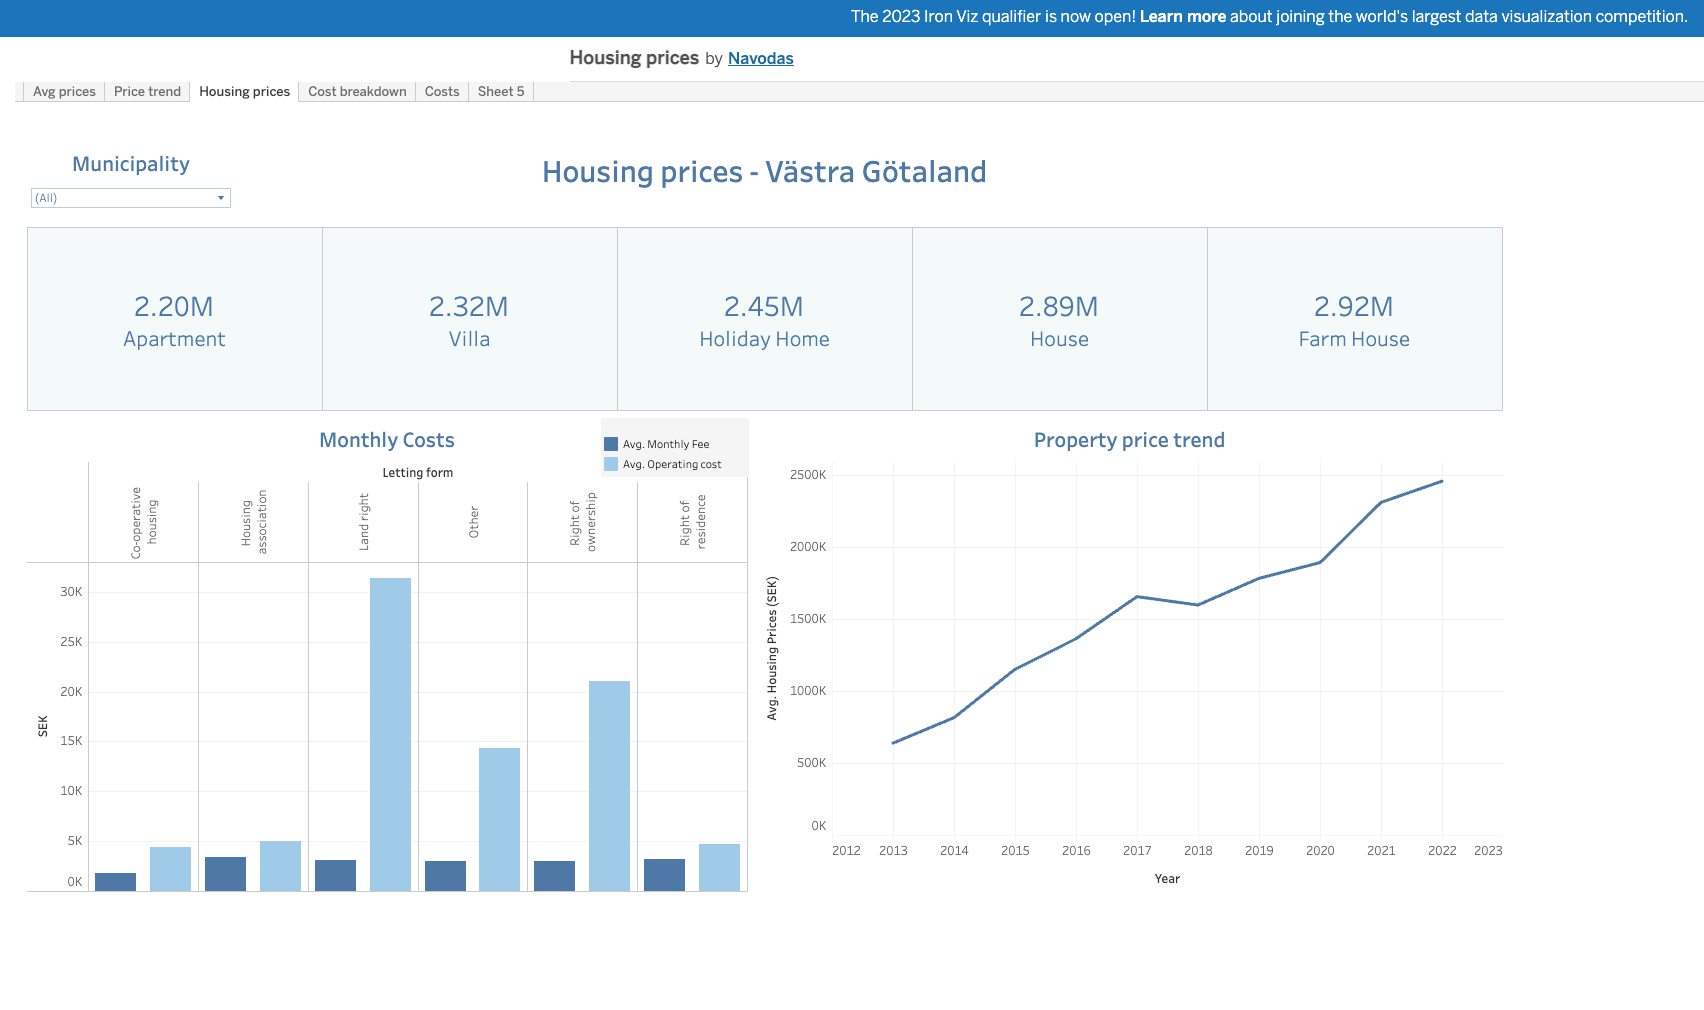 The 2023 Iron Viz qualifier is now open! Learn more about joining the world's largest data visualization competition.
Housing prices by Navodas
Avg prices
Price trend
Housing prices
Cost breakdown
Costs
Sheet 5
Municipality
(All)
Housing prices - Västra Götaland
2.20M
Apartment
2.32M
Villa
2.45M
Holiday Home
2.89M
House
2.92M
Farm House
Monthly Costs
Avg. Monthly Fee
Avg. Operating cost
Letting form
Co-operative
housing
Housing
association
Land right
Other
Right of
ownership
Right of
residence
SEK
30K
25K
20K
15K
10K
5K
0K
Property price trend
Avg. Housing Prices (SEK)
2500K
2000K
1500K
1000K
500K
0K
2012 2013 2014 2015 2016 2017 2018 2019 2020 2021 2022 2023
Year